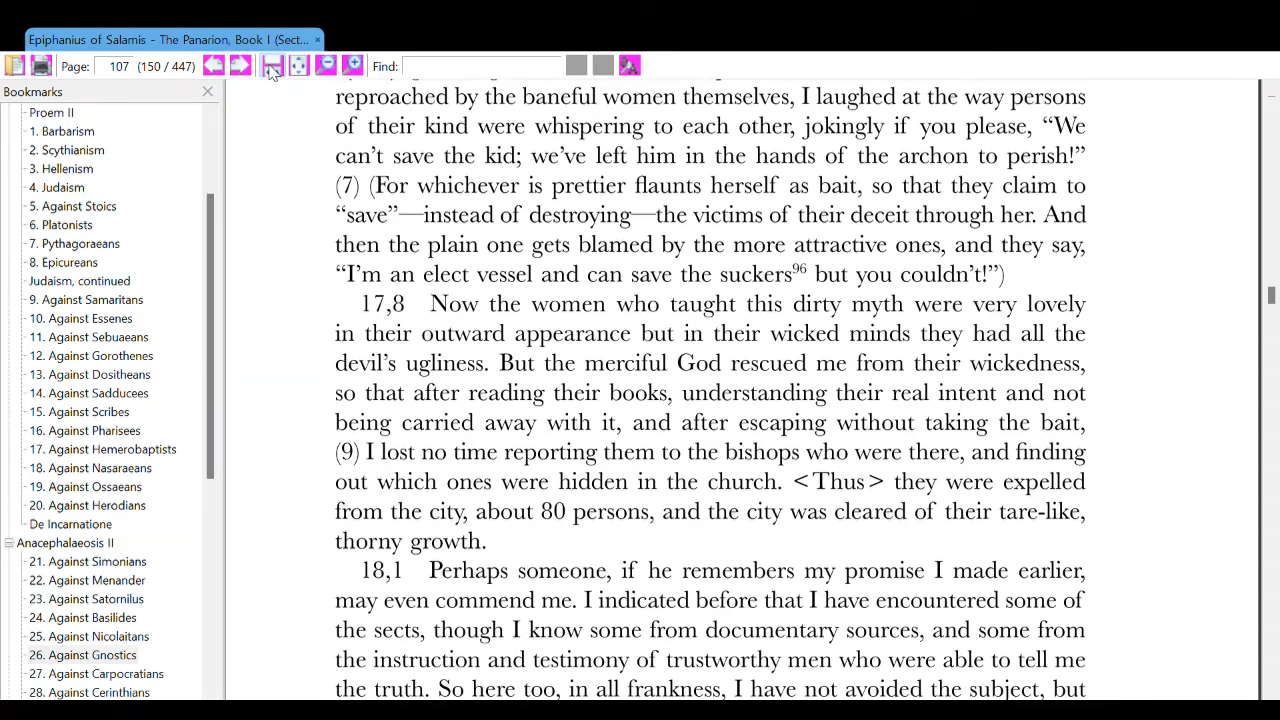 Epiphanius of Salamis - The Panarion, Book I (Sect... ×
Page: 107 (150 / 447) Find:
Bookmarks
Proem II
1. Barbarism
2. Scythianism
3. Hellenism
4. Judaism
5. Against Stoics
6. Platonists
7. Pythagoraeans
8. Epicureans
Judaism, continued
9. Against Samaritans
10. Against Essenes
11. Against Sebuaeans
12. Against Gorothenes
13. Against Dositheans
14. Against Sadducees
15. Against Scribes
16. Against Pharisees
17. Against Hemerobaptists
18. Against Nasaraeans
19. Against Ossaeans
20. Against Herodians
De Incarnatione
Anacephalaeosis II
21. Against Simonians
22. Against Menander
23. Against Satornilus
24. Against Basilides
25. Against Nicolaitans
26. Against Gnostics
27. Against Carpocratians
28. Against Cerinthians
reproached by the baneful women themselves, I laughed at the way persons
of their kind were whispering to each other, jokingly if you please, “We
can’t save the kid; we’ve left him in the hands of the archon to perish!”
(7) (For whichever is prettier flaunts herself as bait, so that they claim to
“save”—instead of destroying—the victims of their deceit through her. And
then the plain one gets blamed by the more attractive ones, and they say,
“I’m an elect vessel and can save the suckers96 but you couldn’t!”)
17,8 Now the women who taught this dirty myth were very lovely
in their outward appearance but in their wicked minds they had all the
devil’s ugliness. But the merciful God rescued me from their wickedness,
so that after reading their books, understanding their real intent and not
being carried away with it, and after escaping without taking the bait,
(9) I lost no time reporting them to the bishops who were there, and finding
out which ones were hidden in the church. <Thus> they were expelled
from the city, about 80 persons, and the city was cleared of their tare-like,
thorny growth.
18,1 Perhaps someone, if he remembers my promise I made earlier,
may even commend me. I indicated before that I have encountered some of
the sects, though I know some from documentary sources, and some from
the instruction and testimony of trustworthy men who were able to tell me
the truth. So here too, in all frankness, I have not avoided the subject, but